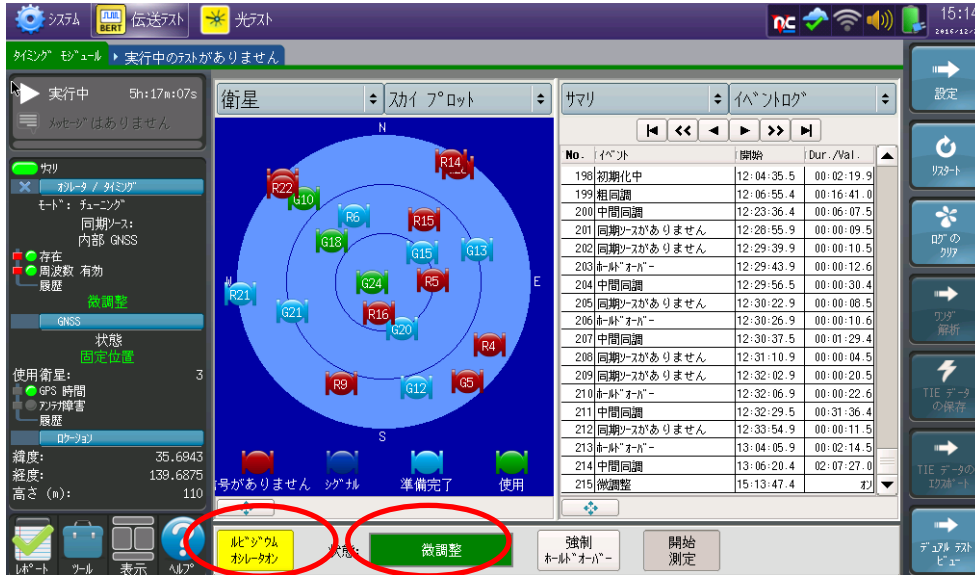 システム
BERT
伝送テスト
光テスト
15:14
タイミング モジュール
実行中のテストがありません
実行中 5h:17m:07s
メッセージはありません
サマリ
オシレータ / タイミング
モード: チューニング
同期ソース:
内部 GNSS
存在
周波数 有効
履歴
微調整
GNSS
状態
固定位置
使用衛星: 3
GPS 時間
アンテナ障害
履歴
ロケーション
緯度: 35.6943
経度: 139.6875
高さ (m): 110
レポート
ツール
表示
ヘルプ
衛星
スカイ プロット
N
R14
R22
G10
R6
R15
G18
G15
G13
W
R21
G24
R5
E
G21
R16
G20
R4
R9
G12
G5
S
号がありません
シグナル
準備完了
使用
サマリ
イベントログ
No. イベント 開始 Dur./Val.
198 初期化中 12:04:35.5 00:02:19.9
199 粗同調 12:06:55.4 00:16:41.0
200 中間同調 12:23:36.4 00:06:07.5
201 同期ソースがありません 12:28:55.9 00:00:09.5
202 同期ソースがありません 12:29:39.9 00:00:10.5
203 ホールドオーバー 12:29:43.9 00:00:12.6
204 中間同調 12:29:56.5 00:00:30.4
205 同期ソースがありません 12:30:22.9 00:00:08.5
206 ホールドオーバー 12:30:26.9 00:00:10.6
207 中間同調 12:30:37.5 00:01:29.4
208 同期ソースがありません 12:31:10.9 00:00:04.5
209 同期ソースがありません 12:32:02.9 00:00:20.5
210 ホールドオーバー 12:32:06.9 00:00:22.6
211 中間同調 12:32:29.5 00:31:36.4
212 同期ソースがありません 12:33:54.9 00:00:11.5
213 ホールドオーバー 13:04:05.9 00:02:14.5
214 中間同調 13:06:20.4 02:07:27.0
215 微調整 15:13:47.4 オン
ルビジウム
オシレータオン
状態:
微調整
強制
ホールドオーバー
開始
測定
設定
リスタート
ログの
クリア
ワンダ
解析
TIE データ
の保存
TIE データの
エクスポート
デュアル テスト
ビュー